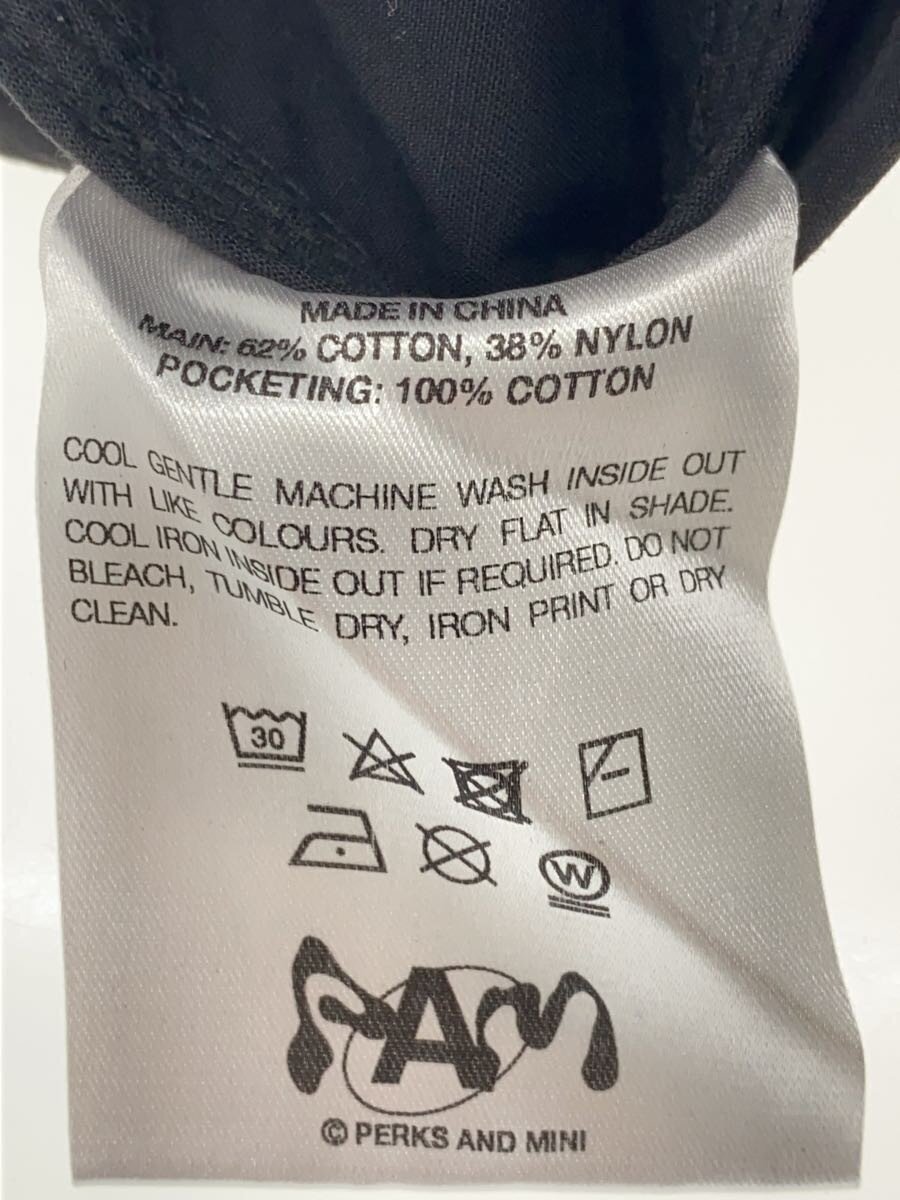 MADE IN CHINA
MAIN: 62% COTTON, 38% NYLON
POCKETING: 100% COTTON
COOL GENTLE MACHINE WASH INSIDE OUT
WITH LIKE COLOURS. DRY FLAT IN SHADE.
COOL IRON INSIDE OUT IF REQUIRED. DO NOT
BLEACH, TUMBLE DRY, IRON PRINT OR DRY
CLEAN.
30
W
PAM
© PERKS AND MINI